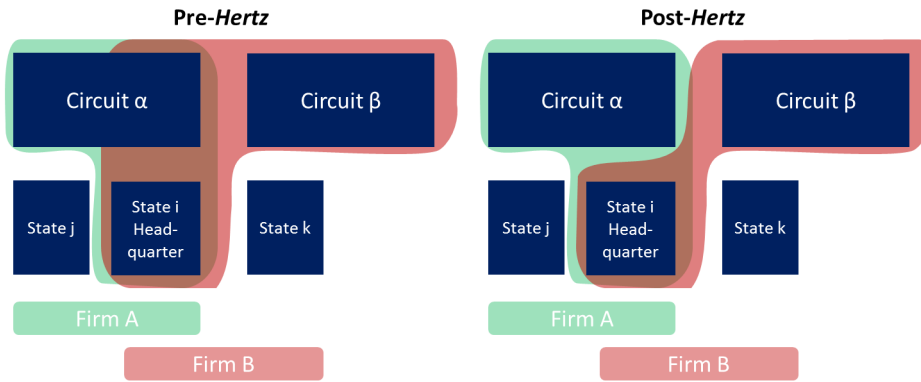 Pre-Hertz
Post-Hertz
Circuit α
Circuit β
Circuit α
Circuit β
State j
State i
Head-
quarter
State k
State j
State i
Head-
quarter
State k
Firm A
Firm A
Firm B
Firm B